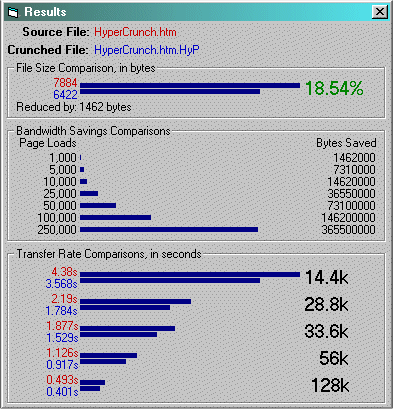 Results
Source File: HyperCrunch.htm
Crunched File: HyperCrunch.htm.HyP
File Size Comparison, in bytes
7884
6422
18.54%
Reduced by: 1462 bytes
Bandwidth Savings Comparisons
Page Loads Bytes Saved
1,000 1462000
5,000 7310000
10,000 14620000
25,000 36550000
50,000 73100000
100,000 146200000
250,000 365500000
Transfer Rate Comparisons, in seconds
4.38s
3.568s
14.4k
2.19s
1.784s
28.8k
1.877s
1.529s
33.6k
1.126s
0.917s
56k
0.493s
0.401s
128k